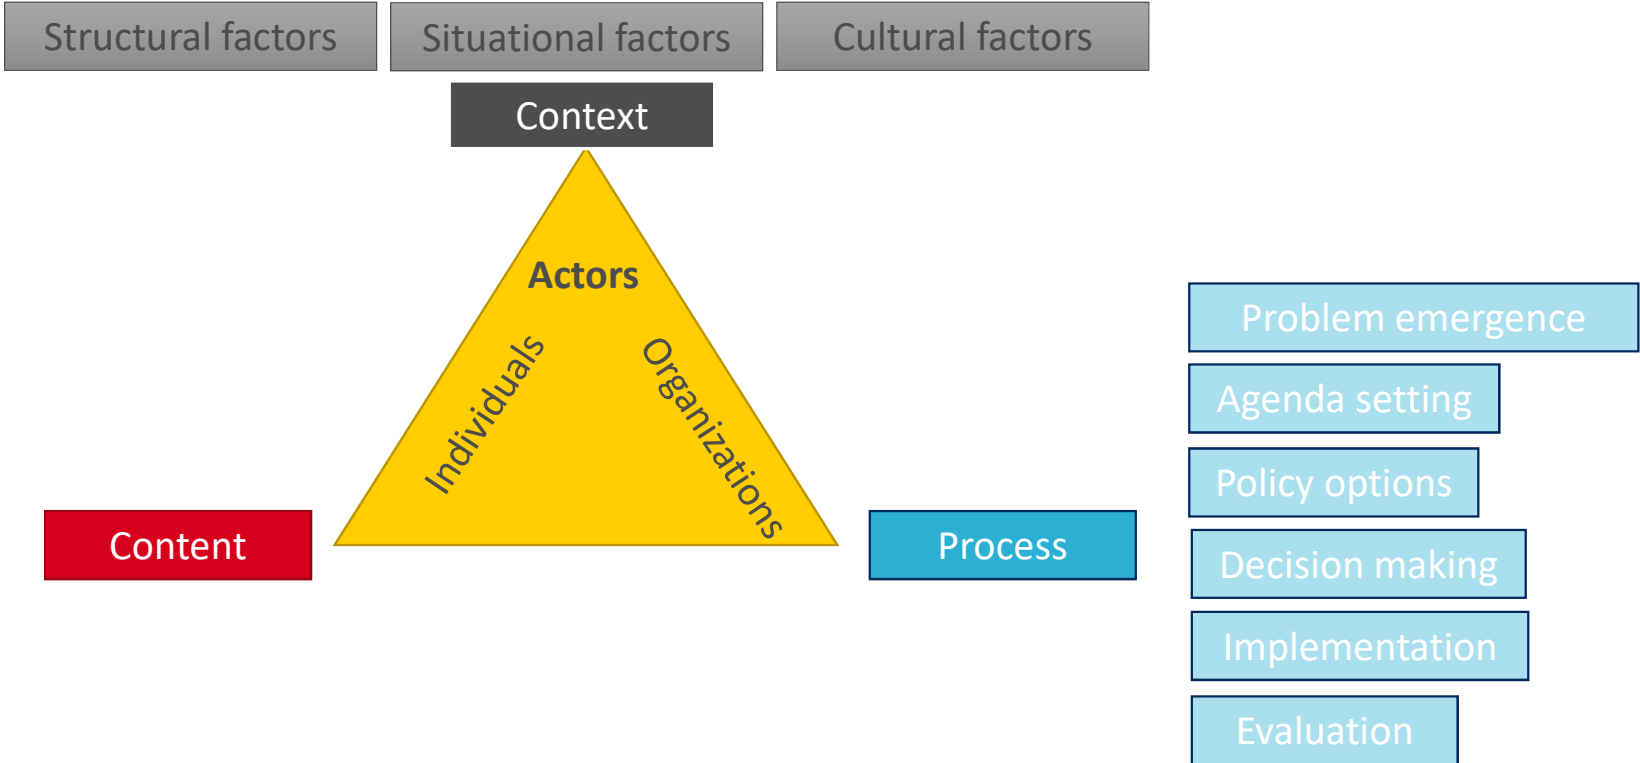 Structural factors
Situational factors
Cultural factors
Context
Actors
Individuals
Organizations
Content
Process
Problem emergence
Agenda setting
Policy options
Decision making
Implementation
Evaluation